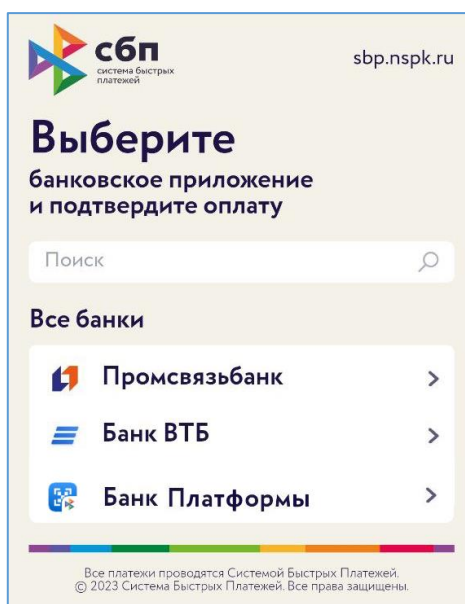 сбп
система быстрых
платежей
sbp.nspk.ru
Выберите
банковское приложение
и подтвердите оплату
Поиск
Все банки
Промсвязьбанк
Банк ВТБ
Банк Платформы
Все платежи проводятся Системой Быстрых Платежей.
© 2023 Система Быстрых Платежей. Все права защищены.